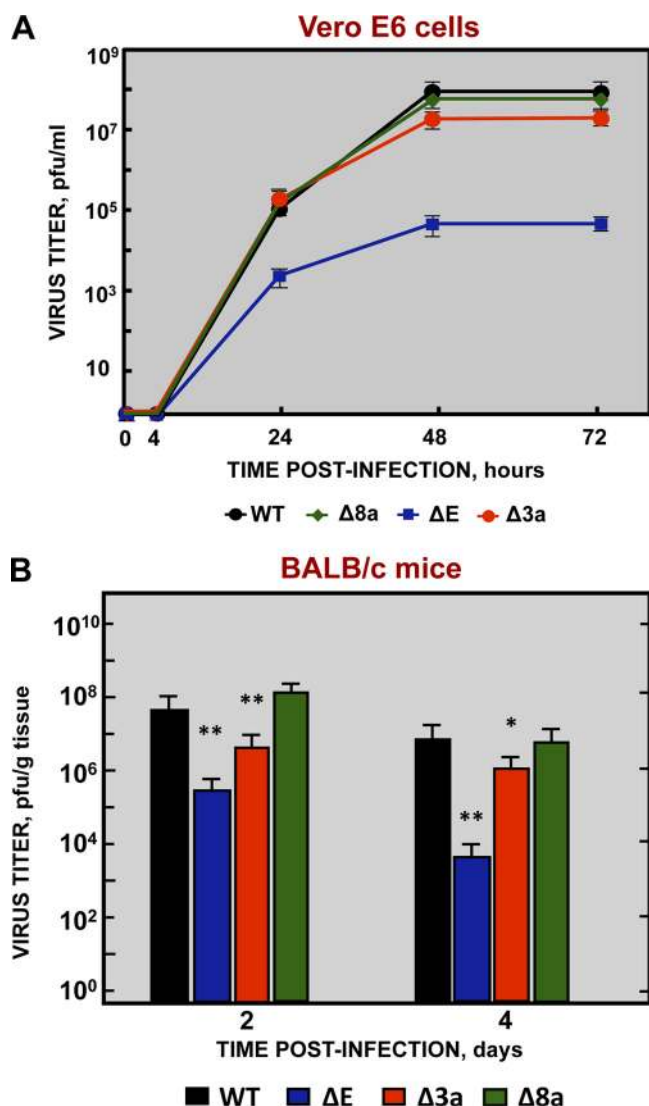 A
Vero E6 cells
VIRUS TITER, pfu/ml
10⁹
10⁷
10⁵
10³
10
0 4 24 48 72
TIME POST-INFECTION, hours
WT Δ8a ΔE Δ3a
B
BALB/c mice
VIRUS TITER, pfu/g tissue
10¹⁰
10⁸
10⁶
10⁴
10²
10⁰
** ** ** *
2 4
TIME POST-INFECTION, days
WT ΔE Δ3a Δ8a